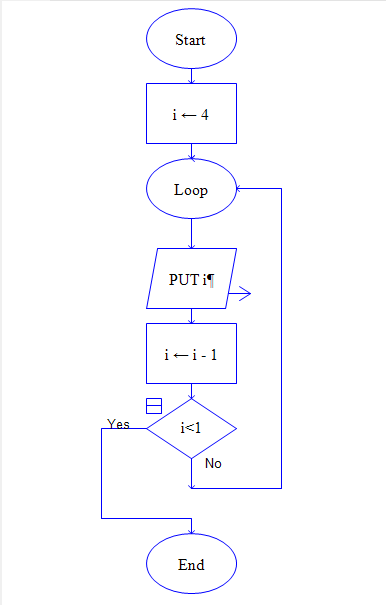 Start
i ← 4
Loop
PUT i¶
i ← i - 1
Yes
i<1
No
End